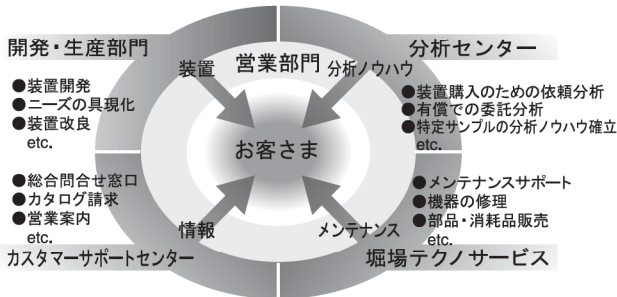 開発・生産部門
●装置開発
●ニーズの具現化
●装置改良
etc.
装置
営業部門
分析ノウハウ
分析センター
●装置購入のための依頼分析
●有償での委託分析
●特定サンプルの分析ノウハウ確立
etc.
お客さま
●総合問合せ窓口
●カタログ請求
●営業案内
etc.
カスタマーサポートセンター
情報
メンテナンス
●メンテナンスサポート
●機器の修理
●部品・消耗品販売
etc.
堀場テクノサービス